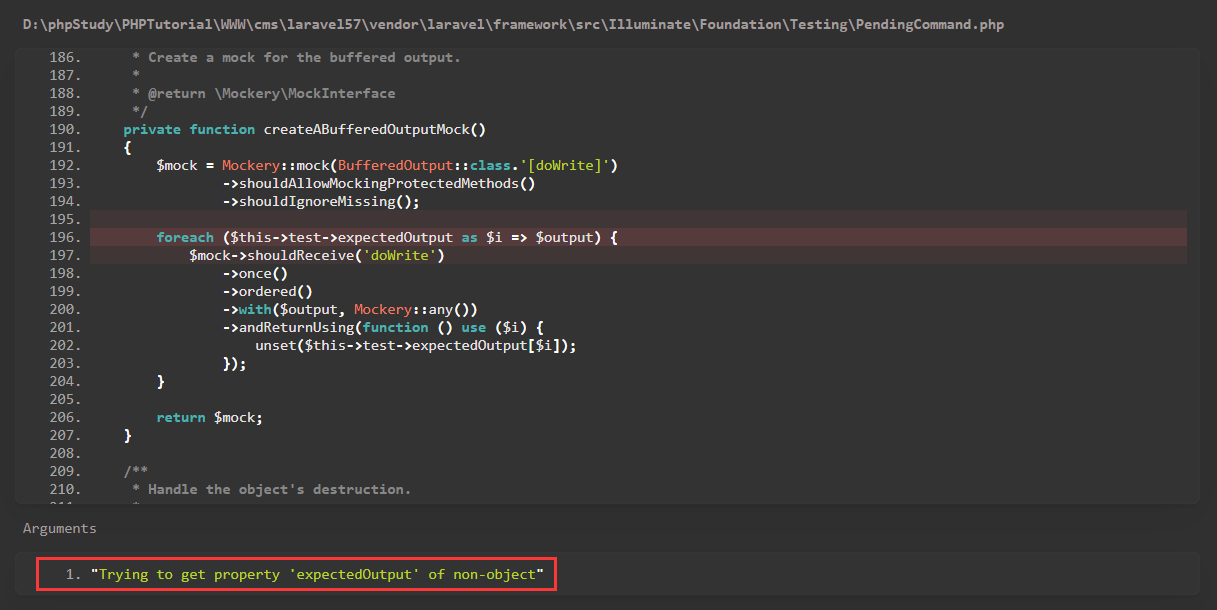 D:\phpStudy\PHPTutorial\WWW\cms\laravel57\vendor\laravel\framework\src\Illuminate\Foundation\Testing\PendingCommand.php
186.      * Create a mock for the buffered output.
187.      *
188.      * @return \Mockery\MockInterface
189.      */
190.     private function createABufferedOutputMock()
191.     {
192.         $mock = Mockery::mock(BufferedOutput::class.'[doWrite]')
193.                 ->shouldAllowMockingProtectedMethods()
194.                 ->shouldIgnoreMissing();
195.
196.         foreach ($this->test->expectedOutput as $i => $output) {
197.             $mock->shouldReceive('doWrite')
198.                 ->once()
199.                 ->ordered()
200.                 ->with($output, Mockery::any())
201.                 ->andReturnUsing(function () use ($i) {
202.                     unset($this->test->expectedOutput[$i]);
203.                 });
204.         }
205.
206.         return $mock;
207.     }
208.
209.     /**
210.      * Handle the object's destruction.
Arguments
1. "Trying to get property 'expectedOutput' of non-object"